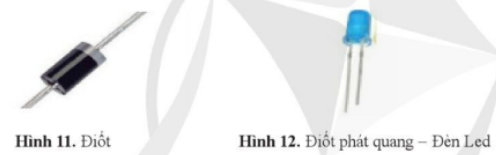 Hình 11. Điốt
Hình 12. Điốt phát quang – Đèn Led